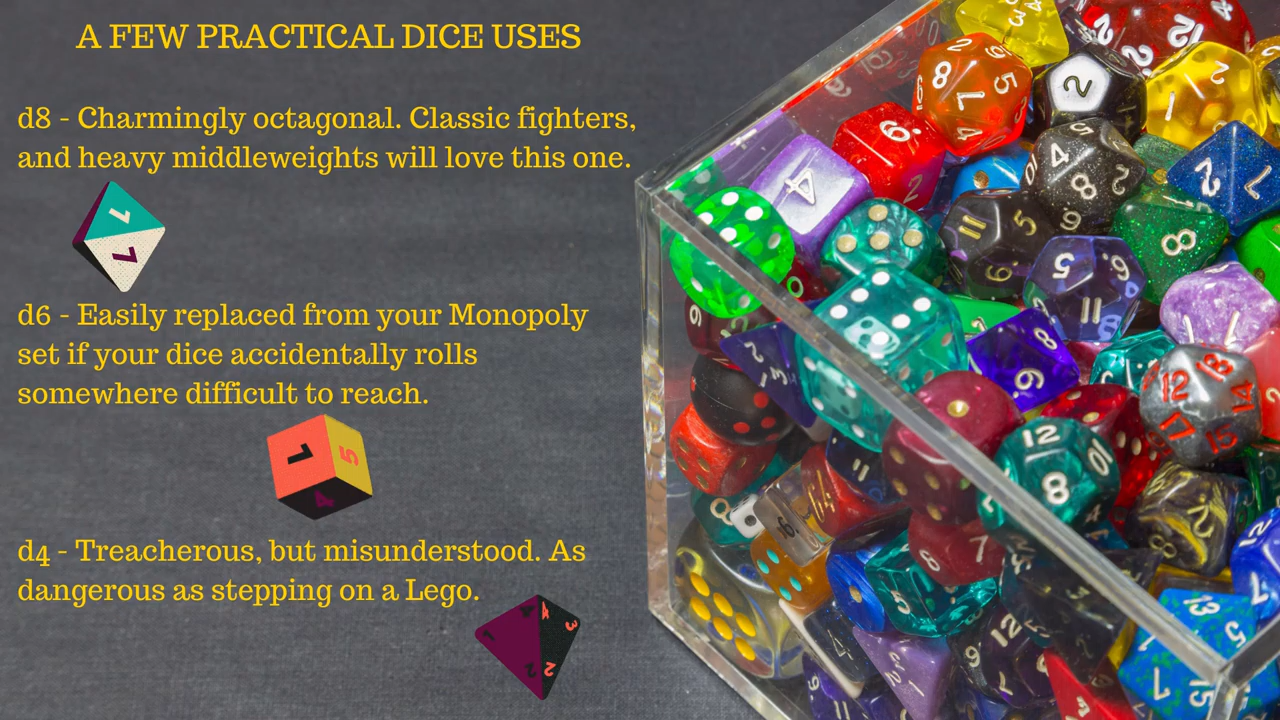 A FEW PRACTICAL DICE USES
d8 - Charmingly octagonal. Classic fighters,
and heavy middleweights will love this one.
d6 - Easily replaced from your Monopoly
set if your dice accidentally rolls
somewhere difficult to reach.
d4 - Treacherous, but misunderstood. As
dangerous as stepping on a Lego.